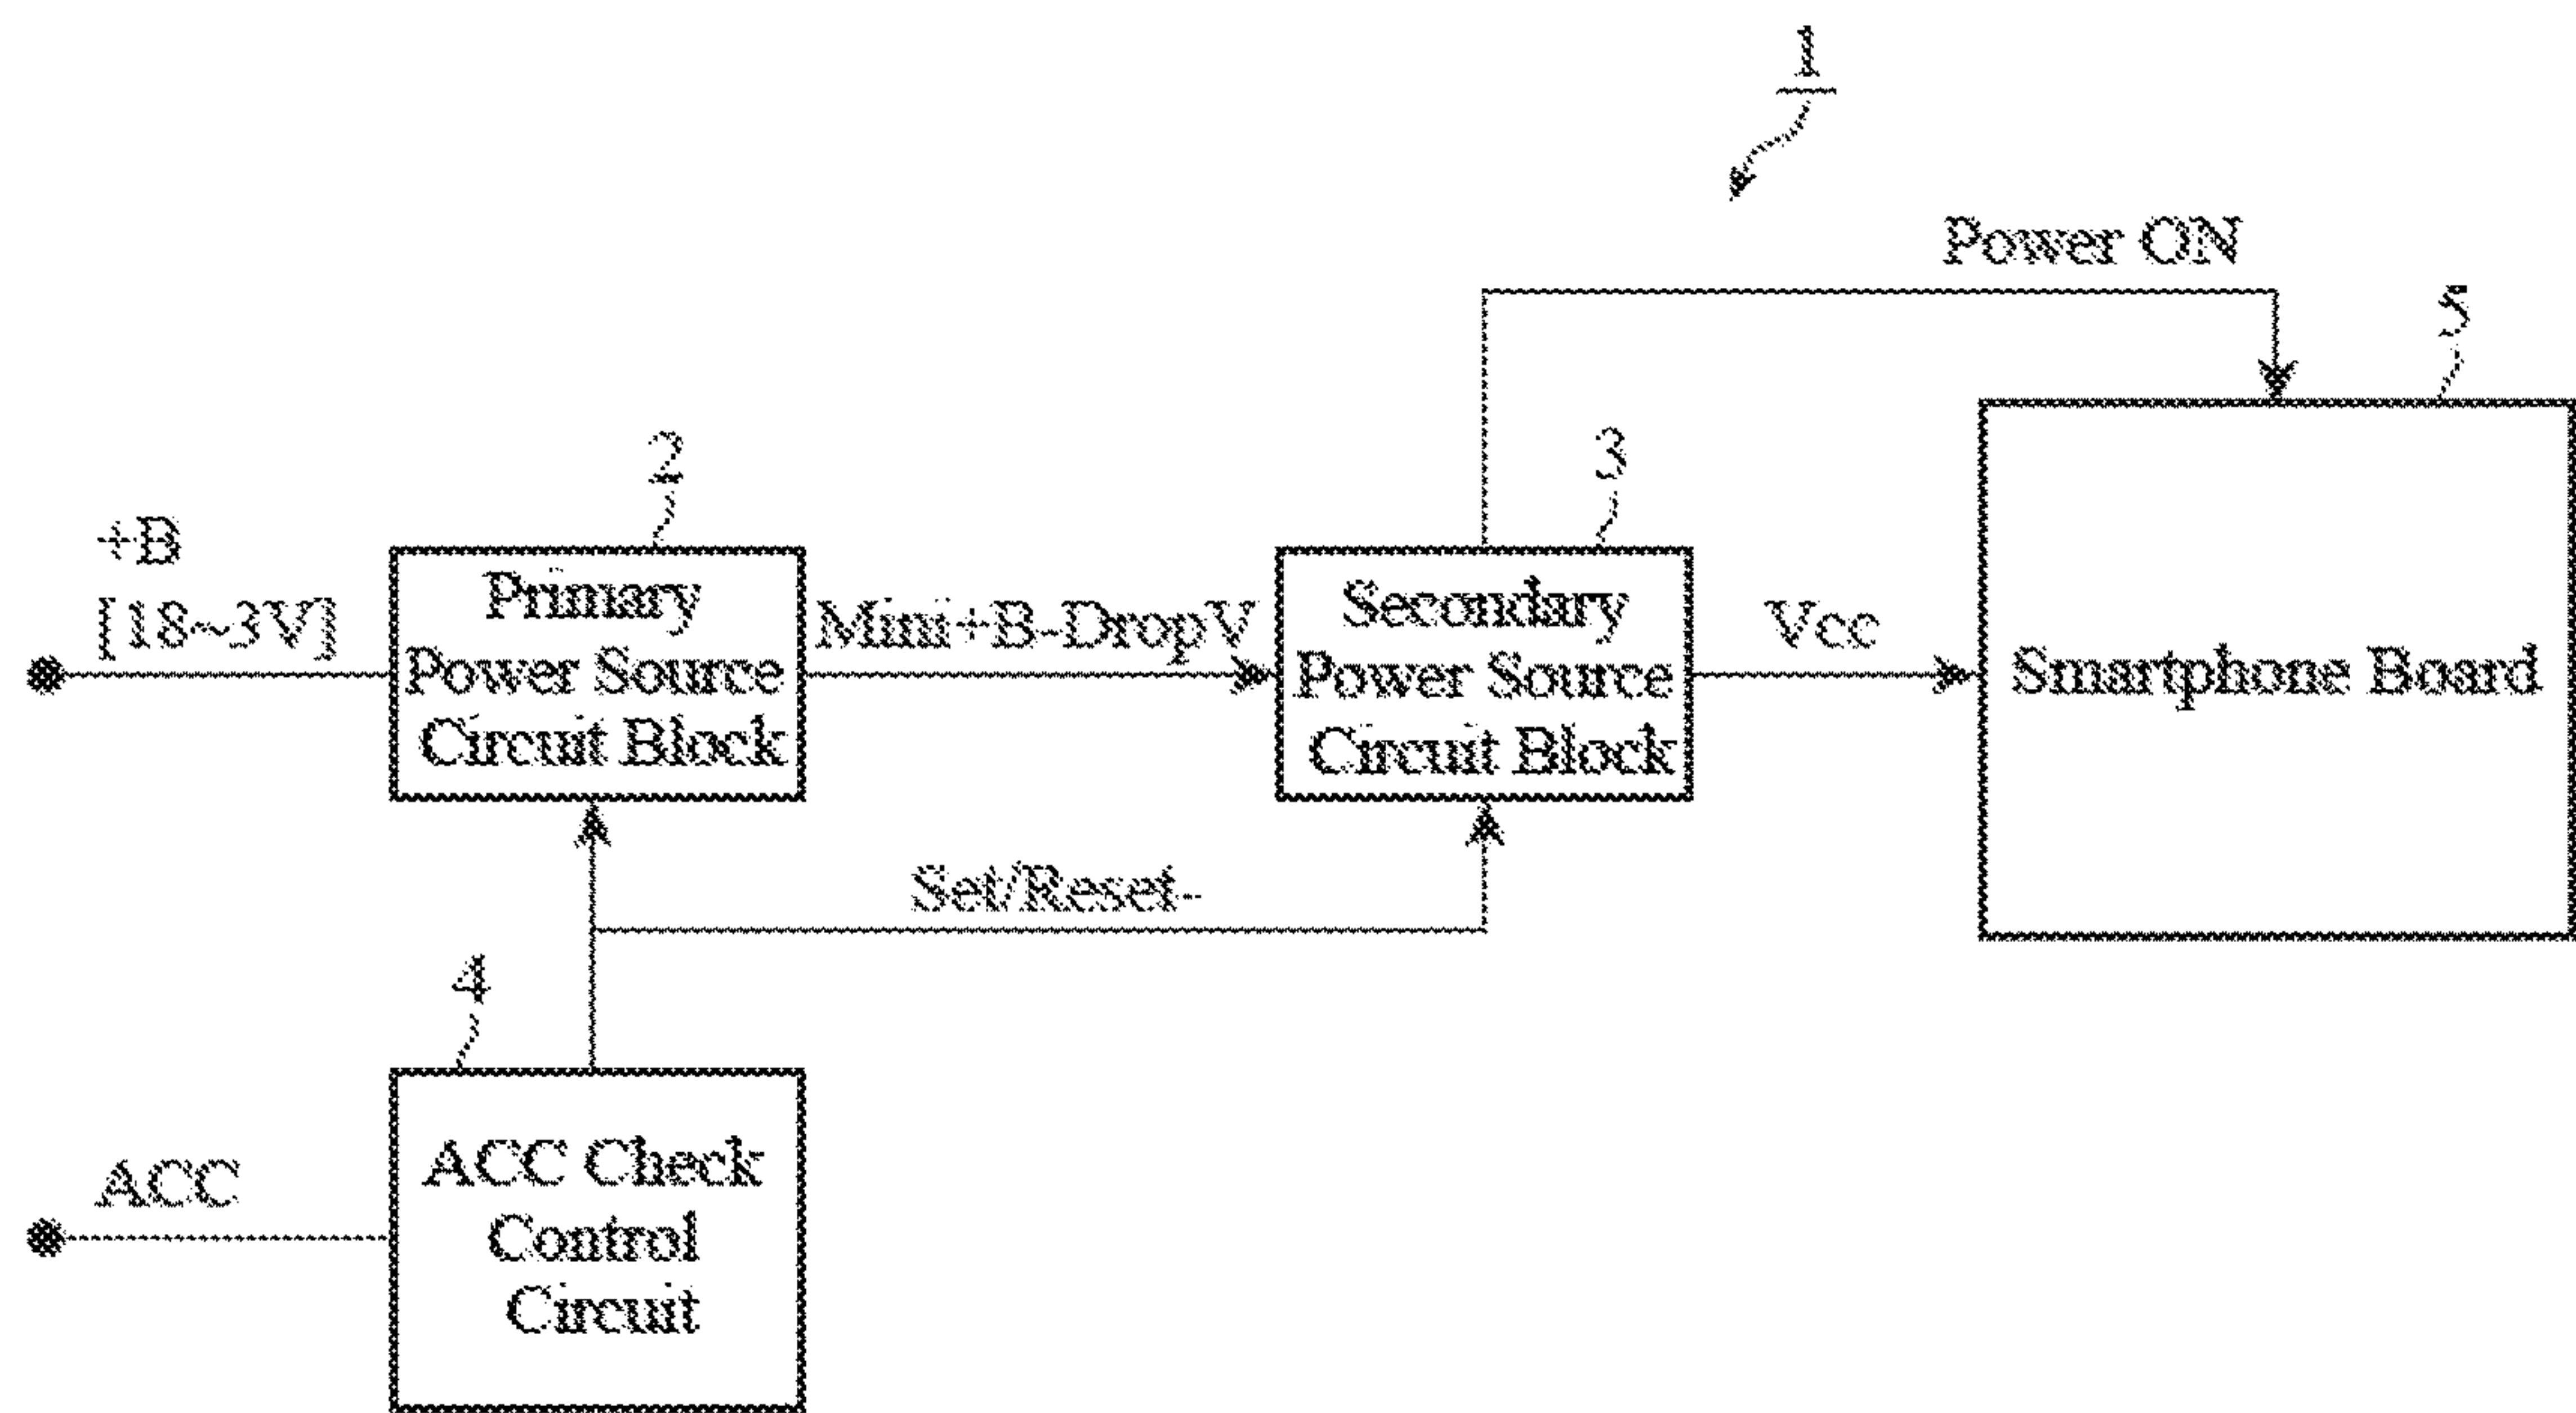 1
Power ON
5
2
3
+B
[18~3V]
Primary
Power Source
Circuit Block
Mini+B-DropV
Secondary
Power Source
Circuit Block
Vcc
Smartphone Board
Set/Reset-
4
ACC Check
Control
Circuit
ACC